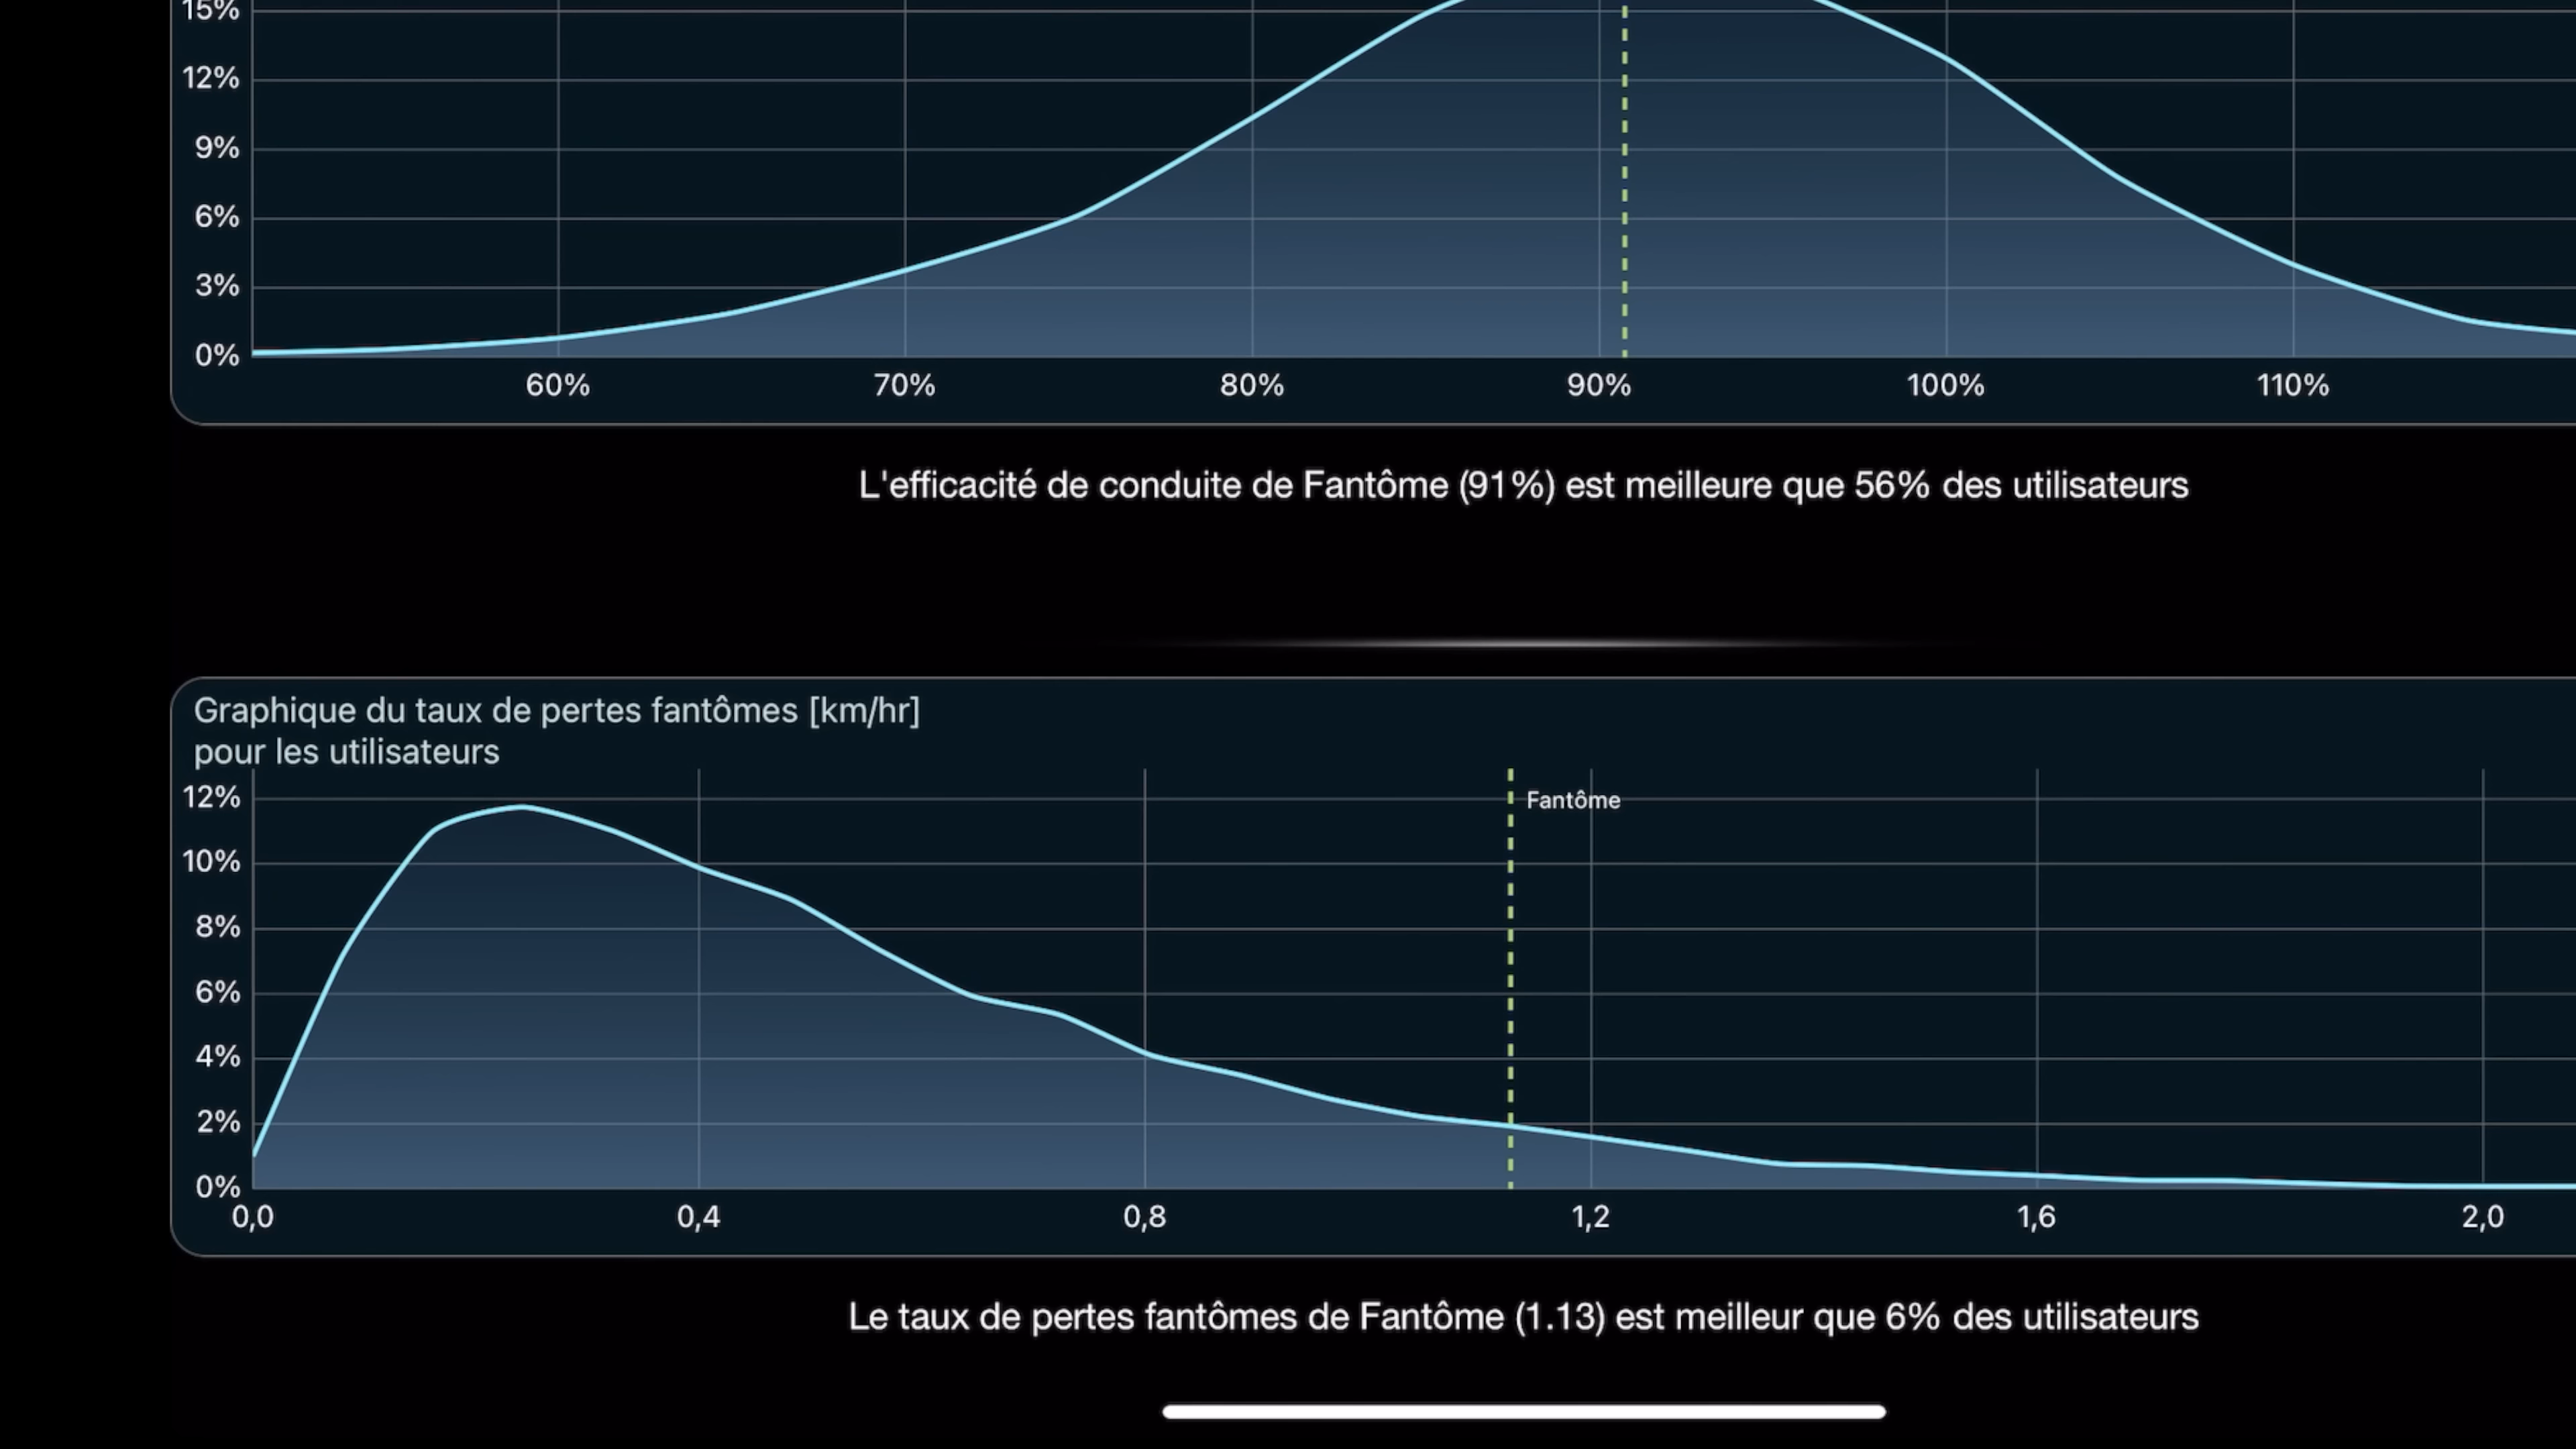 15%
12%
9%
6%
3%
0%
60% 70% 80% 90% 100% 110%
L'efficacité de conduite de Fantôme (91%) est meilleure que 56% des utilisateurs
Graphique du taux de pertes fantômes [km/hr]
pour les utilisateurs
12%
Fantôme
10%
8%
6%
4%
2%
0%
0,0 0,4 0,8 1,2 1,6 2,0
Le taux de pertes fantômes de Fantôme (1.13) est meilleur que 6% des utilisateurs